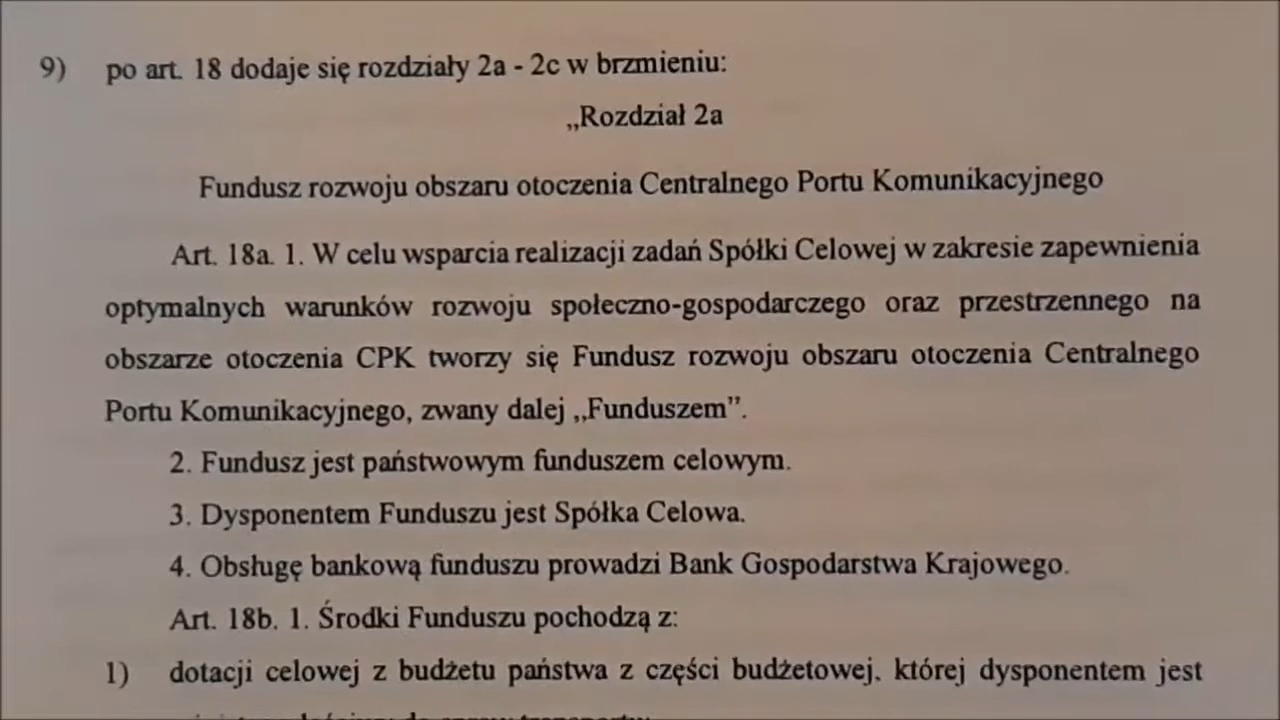 9) po art. 18 dodaje się rozdziały 2a - 2c w brzmieniu:
„Rozdział 2a
Fundusz rozwoju obszaru otoczenia Centralnego Portu Komunikacyjnego
Art. 18a. 1. W celu wsparcia realizacji zadań Spółki Celowej w zakresie zapewnienia
optymalnych warunków rozwoju społeczno-gospodarczego oraz przestrzennego na
obszarze otoczenia CPK tworzy się Fundusz rozwoju obszaru otoczenia Centralnego
Portu Komunikacyjnego, zwany dalej „Funduszem”.
2. Fundusz jest państwowym funduszem celowym.
3. Dysponentem Funduszu jest Spółka Celowa.
4. Obsługę bankową funduszu prowadzi Bank Gospodarstwa Krajowego.
Art. 18b. 1. Środki Funduszu pochodzą z:
1) dotacji celowej z budżetu państwa z części budżetowej, której dysponentem jest